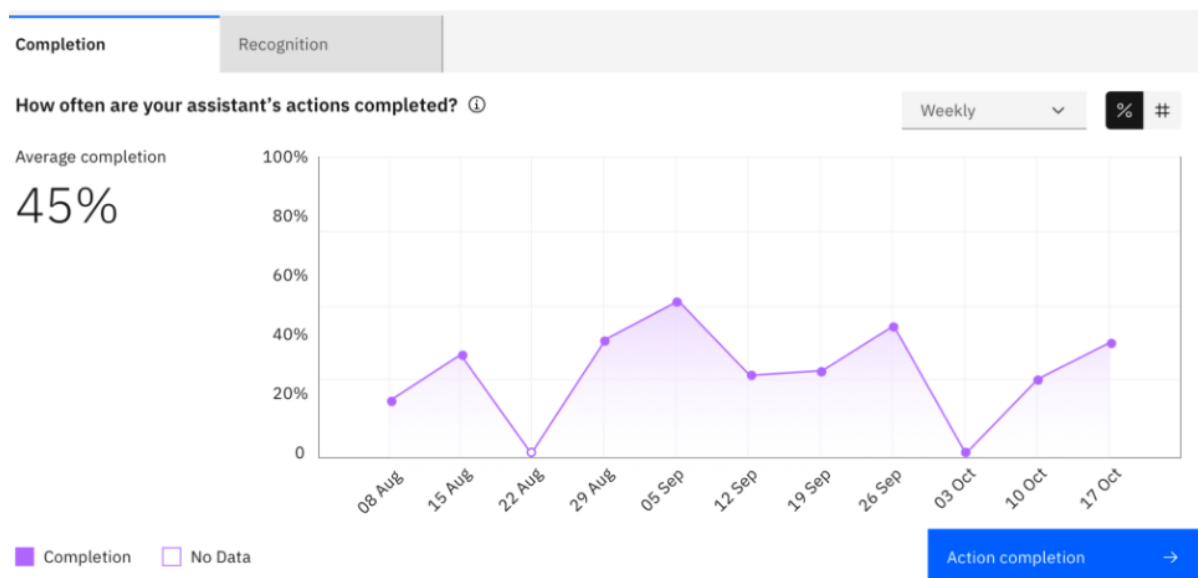 Completion
Recognition
How often are your assistant's actions completed?
Weekly
%
#
Average completion
45%
100%
80%
60%
40%
20%
0
08 Aug
15 Aug
22 Aug
29 Aug
05 Sep
12 Sep
19 Sep
26 Sep
03 Oct
10 Oct
17 Oct
Completion
No Data
Action completion →